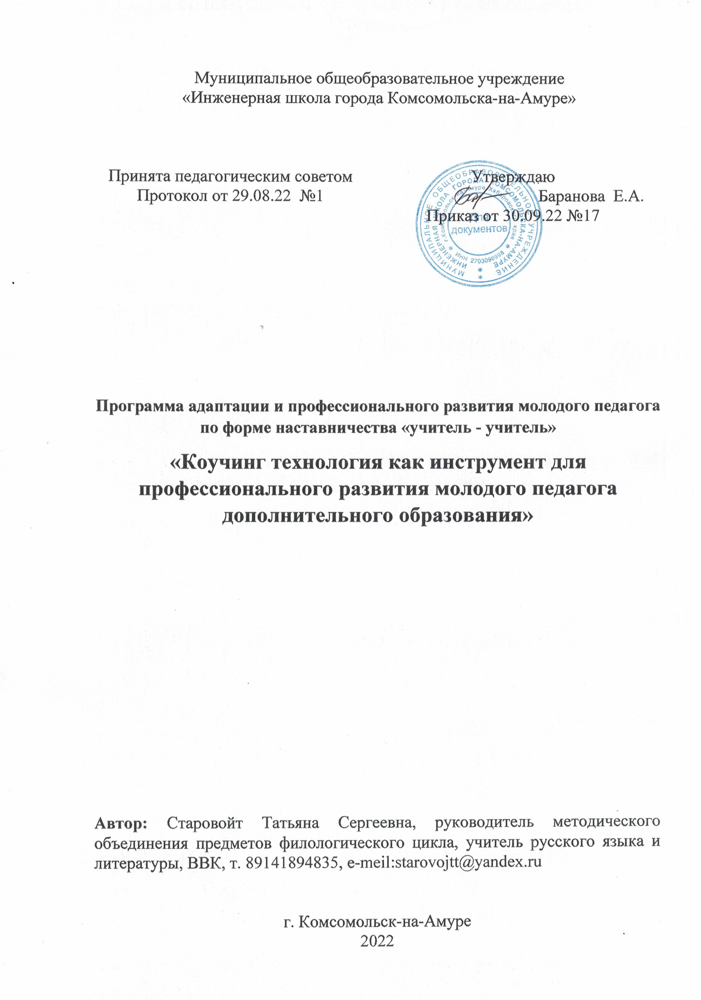 Муниципальное общеобразовательное учреждение
«Инженерная школа города Комсомольска-на-Амуре»
Принята педагогическим советом
Протокол от 29.08.22 №1
Утверждаю
Баранова Е.А.
Приказ от 30.09.22 №17
МУНИЦИПАЛЬНОЕ ОБЩЕОБРАЗОВАТЕЛЬНОЕ УЧРЕЖДЕНИЕ
ИНЖЕНЕРНАЯ ШКОЛА ГОРОДА КОМСОМОЛЬСКА-НА-АМУРЕ
г.Комсомольск-на-Амуре Хабаровского края
ИНН 2703096998
Для
документов
Программа адаптации и профессионального развития молодого педагога
по форме наставничества «учитель - учитель»
«Коучинг технология как инструмент для
профессионального развития молодого педагога
дополнительного образования»
Автор: Старовойт Татьяна Сергеевна, руководитель методического
объединения предметов филологического цикла, учитель русского языка и
литературы, ВВК, т. 89141894835, e-meil:starovojtt@yandex.ru
г. Комсомольск-на-Амуре
2022